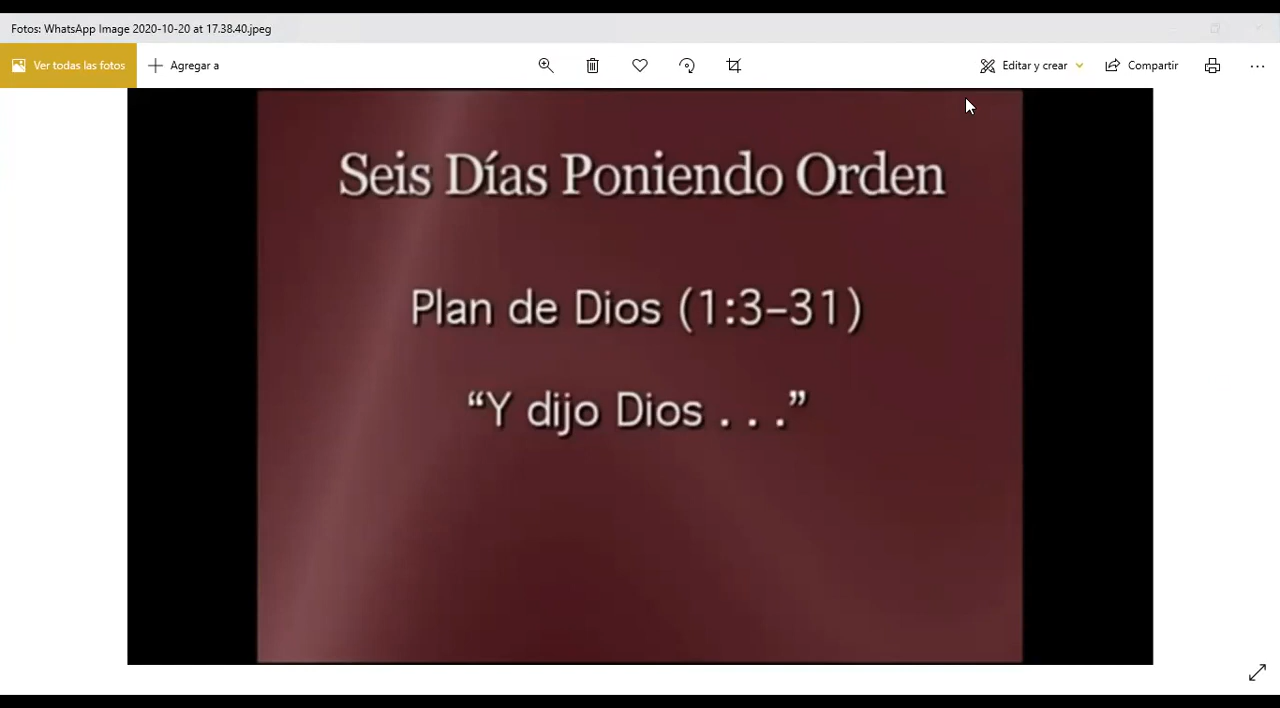 Fotos: WhatsApp Image 2020-10-20 at 17.38.40.jpeg
Ver todas las fotos
Agregar a
Editar y crear
Compartir
Seis Días Poniendo Orden
Plan de Dios (1:3–31)
“Y dijo Dios . . .”